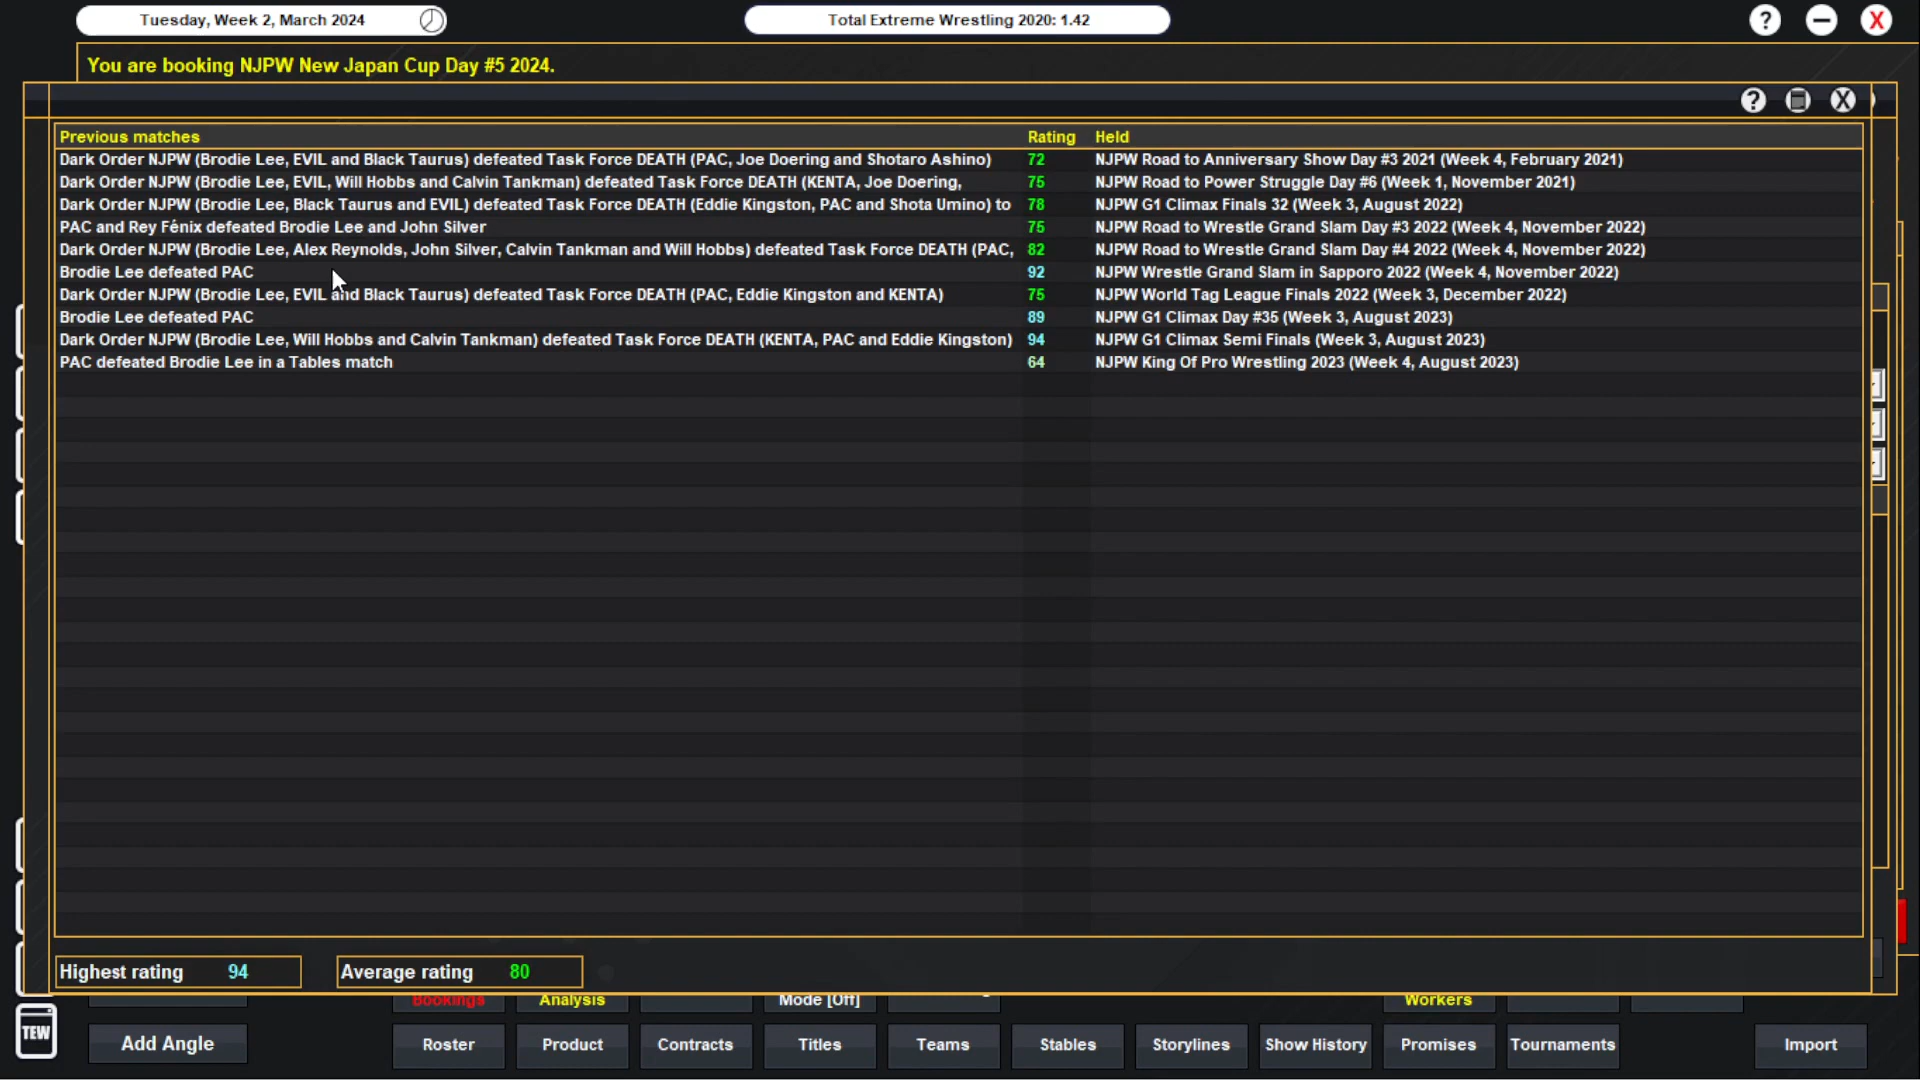 Tuesday, Week 2, March 2024
Total Extreme Wrestling 2020: 1.42
You are booking NJPW New Japan Cup Day #5 2024.
Previous matches Rating Held
Dark Order NJPW (Brodie Lee, EVIL and Black Taurus) defeated Task Force DEATH (PAC, Joe Doering and Shotaro Ashino) 72 NJPW Road to Anniversary Show Day #3 2021 (Week 4, February 2021)
Dark Order NJPW (Brodie Lee, EVIL, Will Hobbs and Calvin Tankman) defeated Task Force DEATH (KENTA, Joe Doering, 75 NJPW Road to Power Struggle Day #6 (Week 1, November 2021)
Dark Order NJPW (Brodie Lee, Black Taurus and EVIL) defeated Task Force DEATH (Eddie Kingston, PAC and Shota Umino) to 78 NJPW G1 Climax Finals 32 (Week 3, August 2022)
PAC and Rey Fénix defeated Brodie Lee and John Silver 75 NJPW Road to Wrestle Grand Slam Day #3 2022 (Week 4, November 2022)
Dark Order NJPW (Brodie Lee, Alex Reynolds, John Silver, Calvin Tankman and Will Hobbs) defeated Task Force DEATH (PAC, 82 NJPW Road to Wrestle Grand Slam Day #4 2022 (Week 4, November 2022)
Brodie Lee defeated PAC 92 NJPW Wrestle Grand Slam in Sapporo 2022 (Week 4, November 2022)
Dark Order NJPW (Brodie Lee, EVIL and Black Taurus) defeated Task Force DEATH (PAC, Eddie Kingston and KENTA) 75 NJPW World Tag League Finals 2022 (Week 3, December 2022)
Brodie Lee defeated PAC 89 NJPW G1 Climax Day #35 (Week 3, August 2023)
Dark Order NJPW (Brodie Lee, Will Hobbs and Calvin Tankman) defeated Task Force DEATH (KENTA, PAC and Eddie Kingston) 94 NJPW G1 Climax Semi Finals (Week 3, August 2023)
PAC defeated Brodie Lee in a Tables match 64 NJPW King Of Pro Wrestling 2023 (Week 4, August 2023)
Highest rating 94 Average rating 80
Bookings Analysis Mode [Off] Workers
TEW Add Angle Roster Product Contracts Titles Teams Stables Storylines Show History Promises Tournaments Import